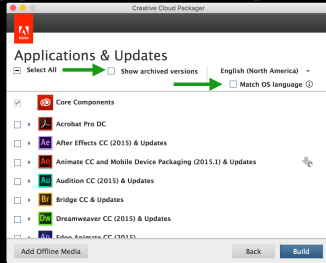 Creative Cloud Packager
Adobe
Applications & Updates
Select All
Show archived versions
English (North America)
Match OS language
Core Components
Acrobat Pro DC
Ae After Effects CC (2015) & Updates
An Animate CC and Mobile Device Packaging (2015.1) & Updates
Au Audition CC (2015) & Updates
Br Bridge CC & Updates
Dw Dreamweaver CC (2015) & Updates
An Edge Animate CC (2015)
Add Offline Media
Back
Build